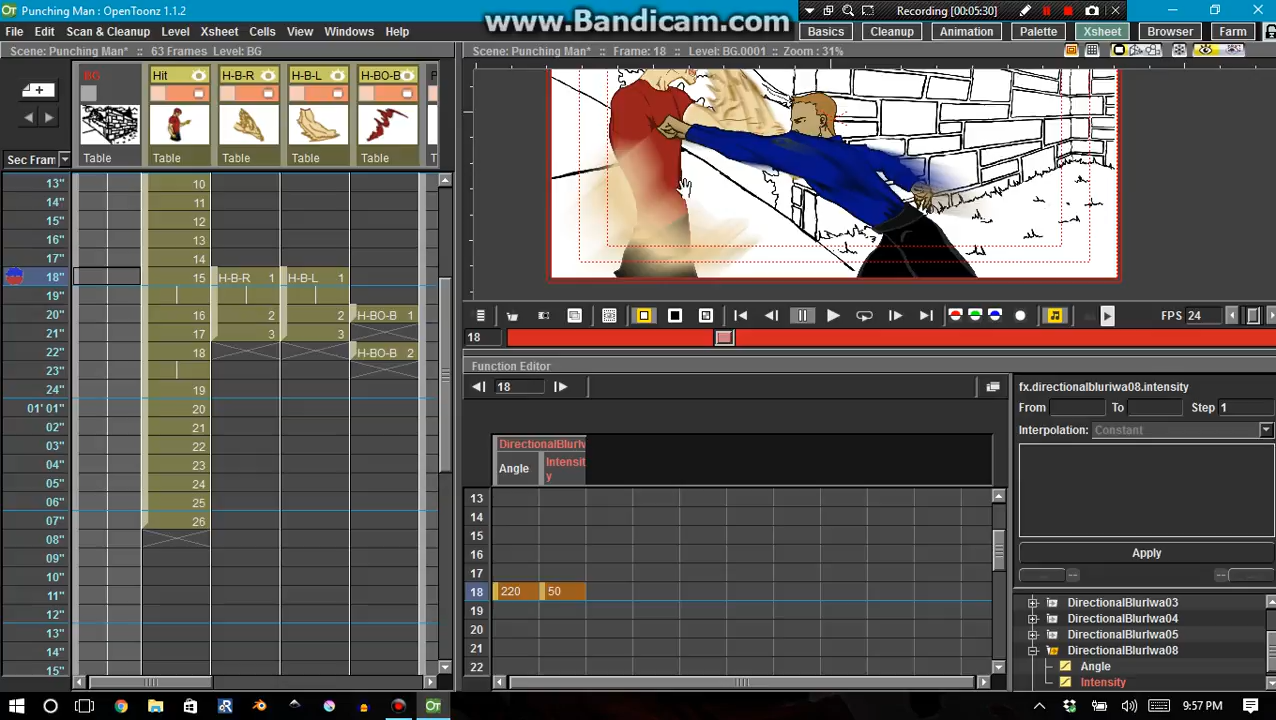 Punching Man : OpenToonz 1.1.2
www.Bandicam.com
Recording [00:05:30]
File Edit Scan & Cleanup Level Xsheet Cells View Windows Help
Basics Cleanup Animation Palette Xsheet Browser Farm
Scene: Punching Man* :: 63 Frames Level: BG
Scene: Punching Man* :: Frame: 18 :: Level: BG.0001 :: Zoom : 31%
BG Hit H-B-R H-B-L H-BO-B
Sec Fram Table Table Table Table Table
13" 10
14" 11
15" 12
16" 13
17" 14
18" 15 H-B-R 1 H-B-L 1
19"
20" 16 2 2 H-BO-B 1
21" 17 3 3
22" 18 H-BO-B 2
23"
24" 19
01' 01" 20
02" 21
03" 22
04" 23
05" 24
06" 25
07" 26
08"
09"
10"
11"
12"
13"
14"
15"
FPS 24
18
Function Editor
18
DirectionalBlurIw
Angle Intensit
y
13
14
15
16
17
18 220 50
19
20
21
22
fx.directionalbluriwa08.intensity
From To Step 1
Interpolation: Constant
Apply
DirectionalBlurIwa03
DirectionalBlurIwa04
DirectionalBlurIwa05
DirectionalBlurIwa08
Angle
Intensity
9:57 PM